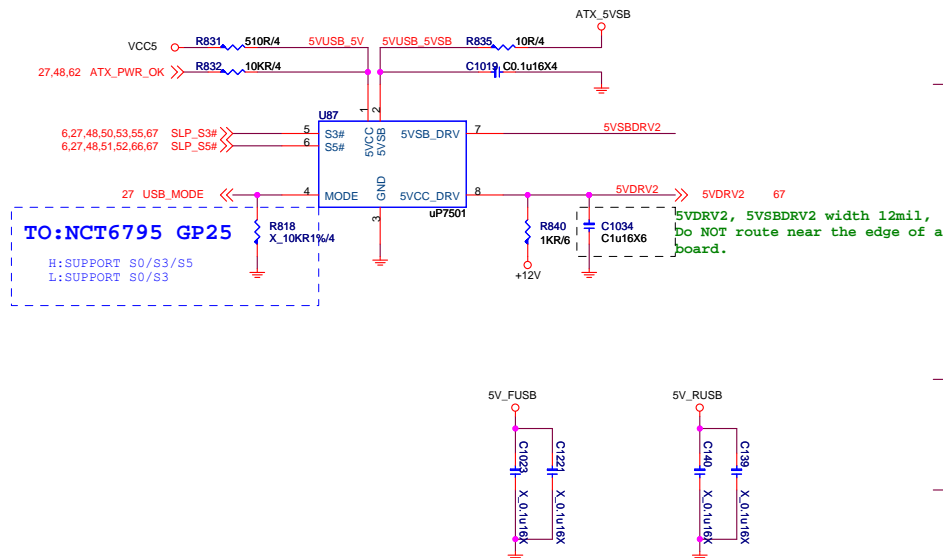 ATX_5VSB
VCC5 R831 510R/4 5VUSB_5V 5VUSB_5VSB R835 10R/4
27,48,62 ATX_PWR_OK R832 10KR/4 C1019 C0.1u16X4
U87
1 2
6,27,48,50,53,55,67 SLP_S3# 5 S3# 5VCC 5VSB 5VSB_DRV 7 5VSBDRV2
6,27,48,51,52,66,67 SLP_S5# 6 S5#
27 USB_MODE 4 MODE GND 5VCC_DRV 8 5VDRV2 5VDRV2 67
3 uP7501
TO:NCT6795 GP25
H:SUPPORT S0/S3/S5
L:SUPPORT S0/S3
R818
X_10KR1%/4
R840
1KR/6
+12V
C1034
C1u16X6
5VDRV2, 5VSBDRV2 width 12mil,
Do NOT route near the edge of a
board.
5V_FUSB 5V_RUSB
C1023 C1221 C140 C139
X_0.1u16X X_0.1u16X X_0.1u16X X_0.1u16X